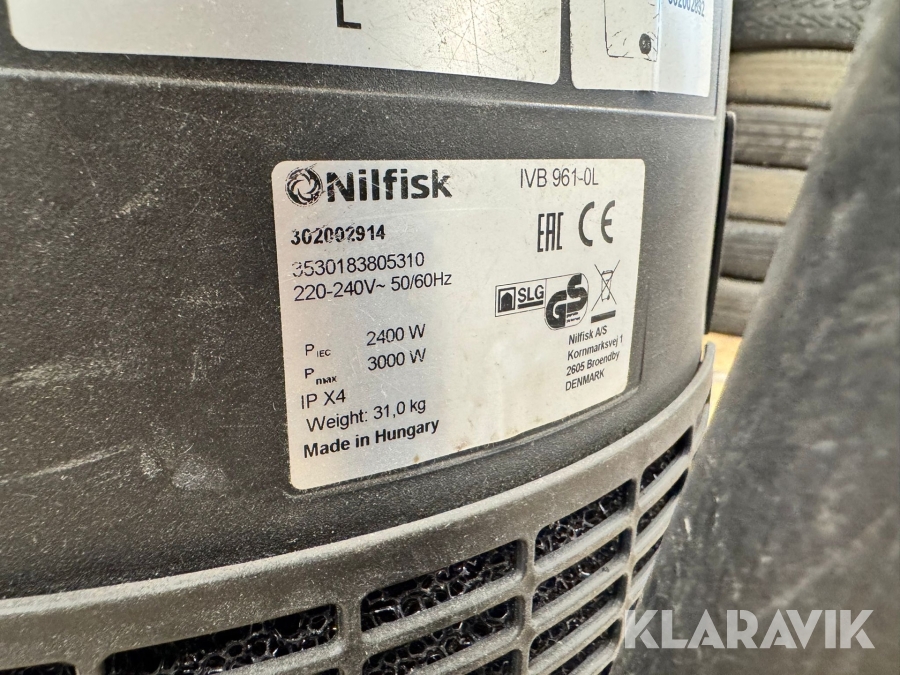 L
302002892
Nilfisk
IVB 961-0L
302002914
3530183805310
220-240V~ 50/60Hz
EAC CE
SLG GS
PIEC 2400 W
Pmax 3000 W
IP X4
Weight: 31,0 kg
Made in Hungary
Nilfisk A/S
Kornmarksvej 1
2605 Broendby
DENMARK
KLARAVIK